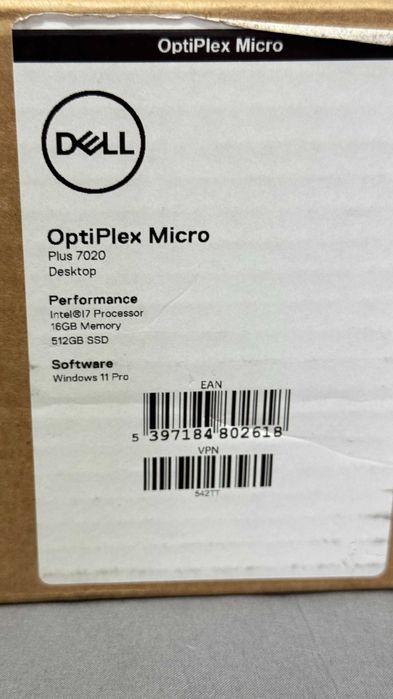 OptiPlex Micro
DELL
OptiPlex Micro
Plus 7020
Desktop
Performance
Intel®I7 Processor
16GB Memory
512GB SSD
Software
Windows 11 Pro
EAN
5 397184 802618
VPN
542TT